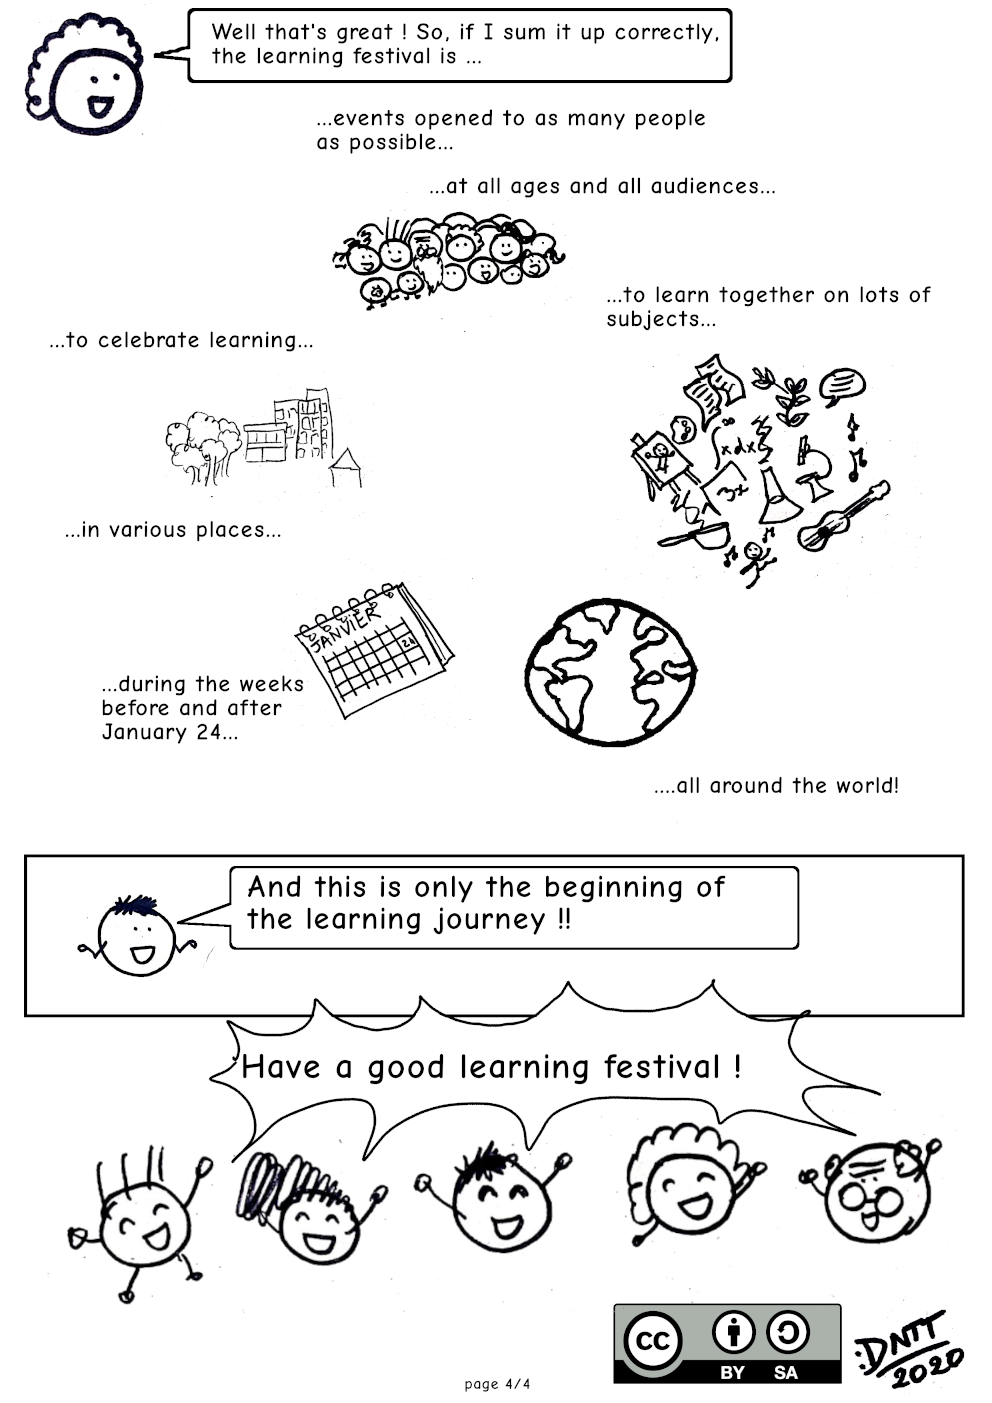 Well that's great ! So, if I sum it up correctly,
the learning festival is ...
...events opened to as many people
as possible...
...at all ages and all audiences...
...to learn together on lots of
subjects...
...to celebrate learning...
xdx
3x
...in various places...
JANVIER
24
...during the weeks
before and after
January 24...
....all around the world!
And this is only the beginning of
the learning journey !!
Have a good learning festival !
CC
BY SA
:DNTT
2020
page 4/4